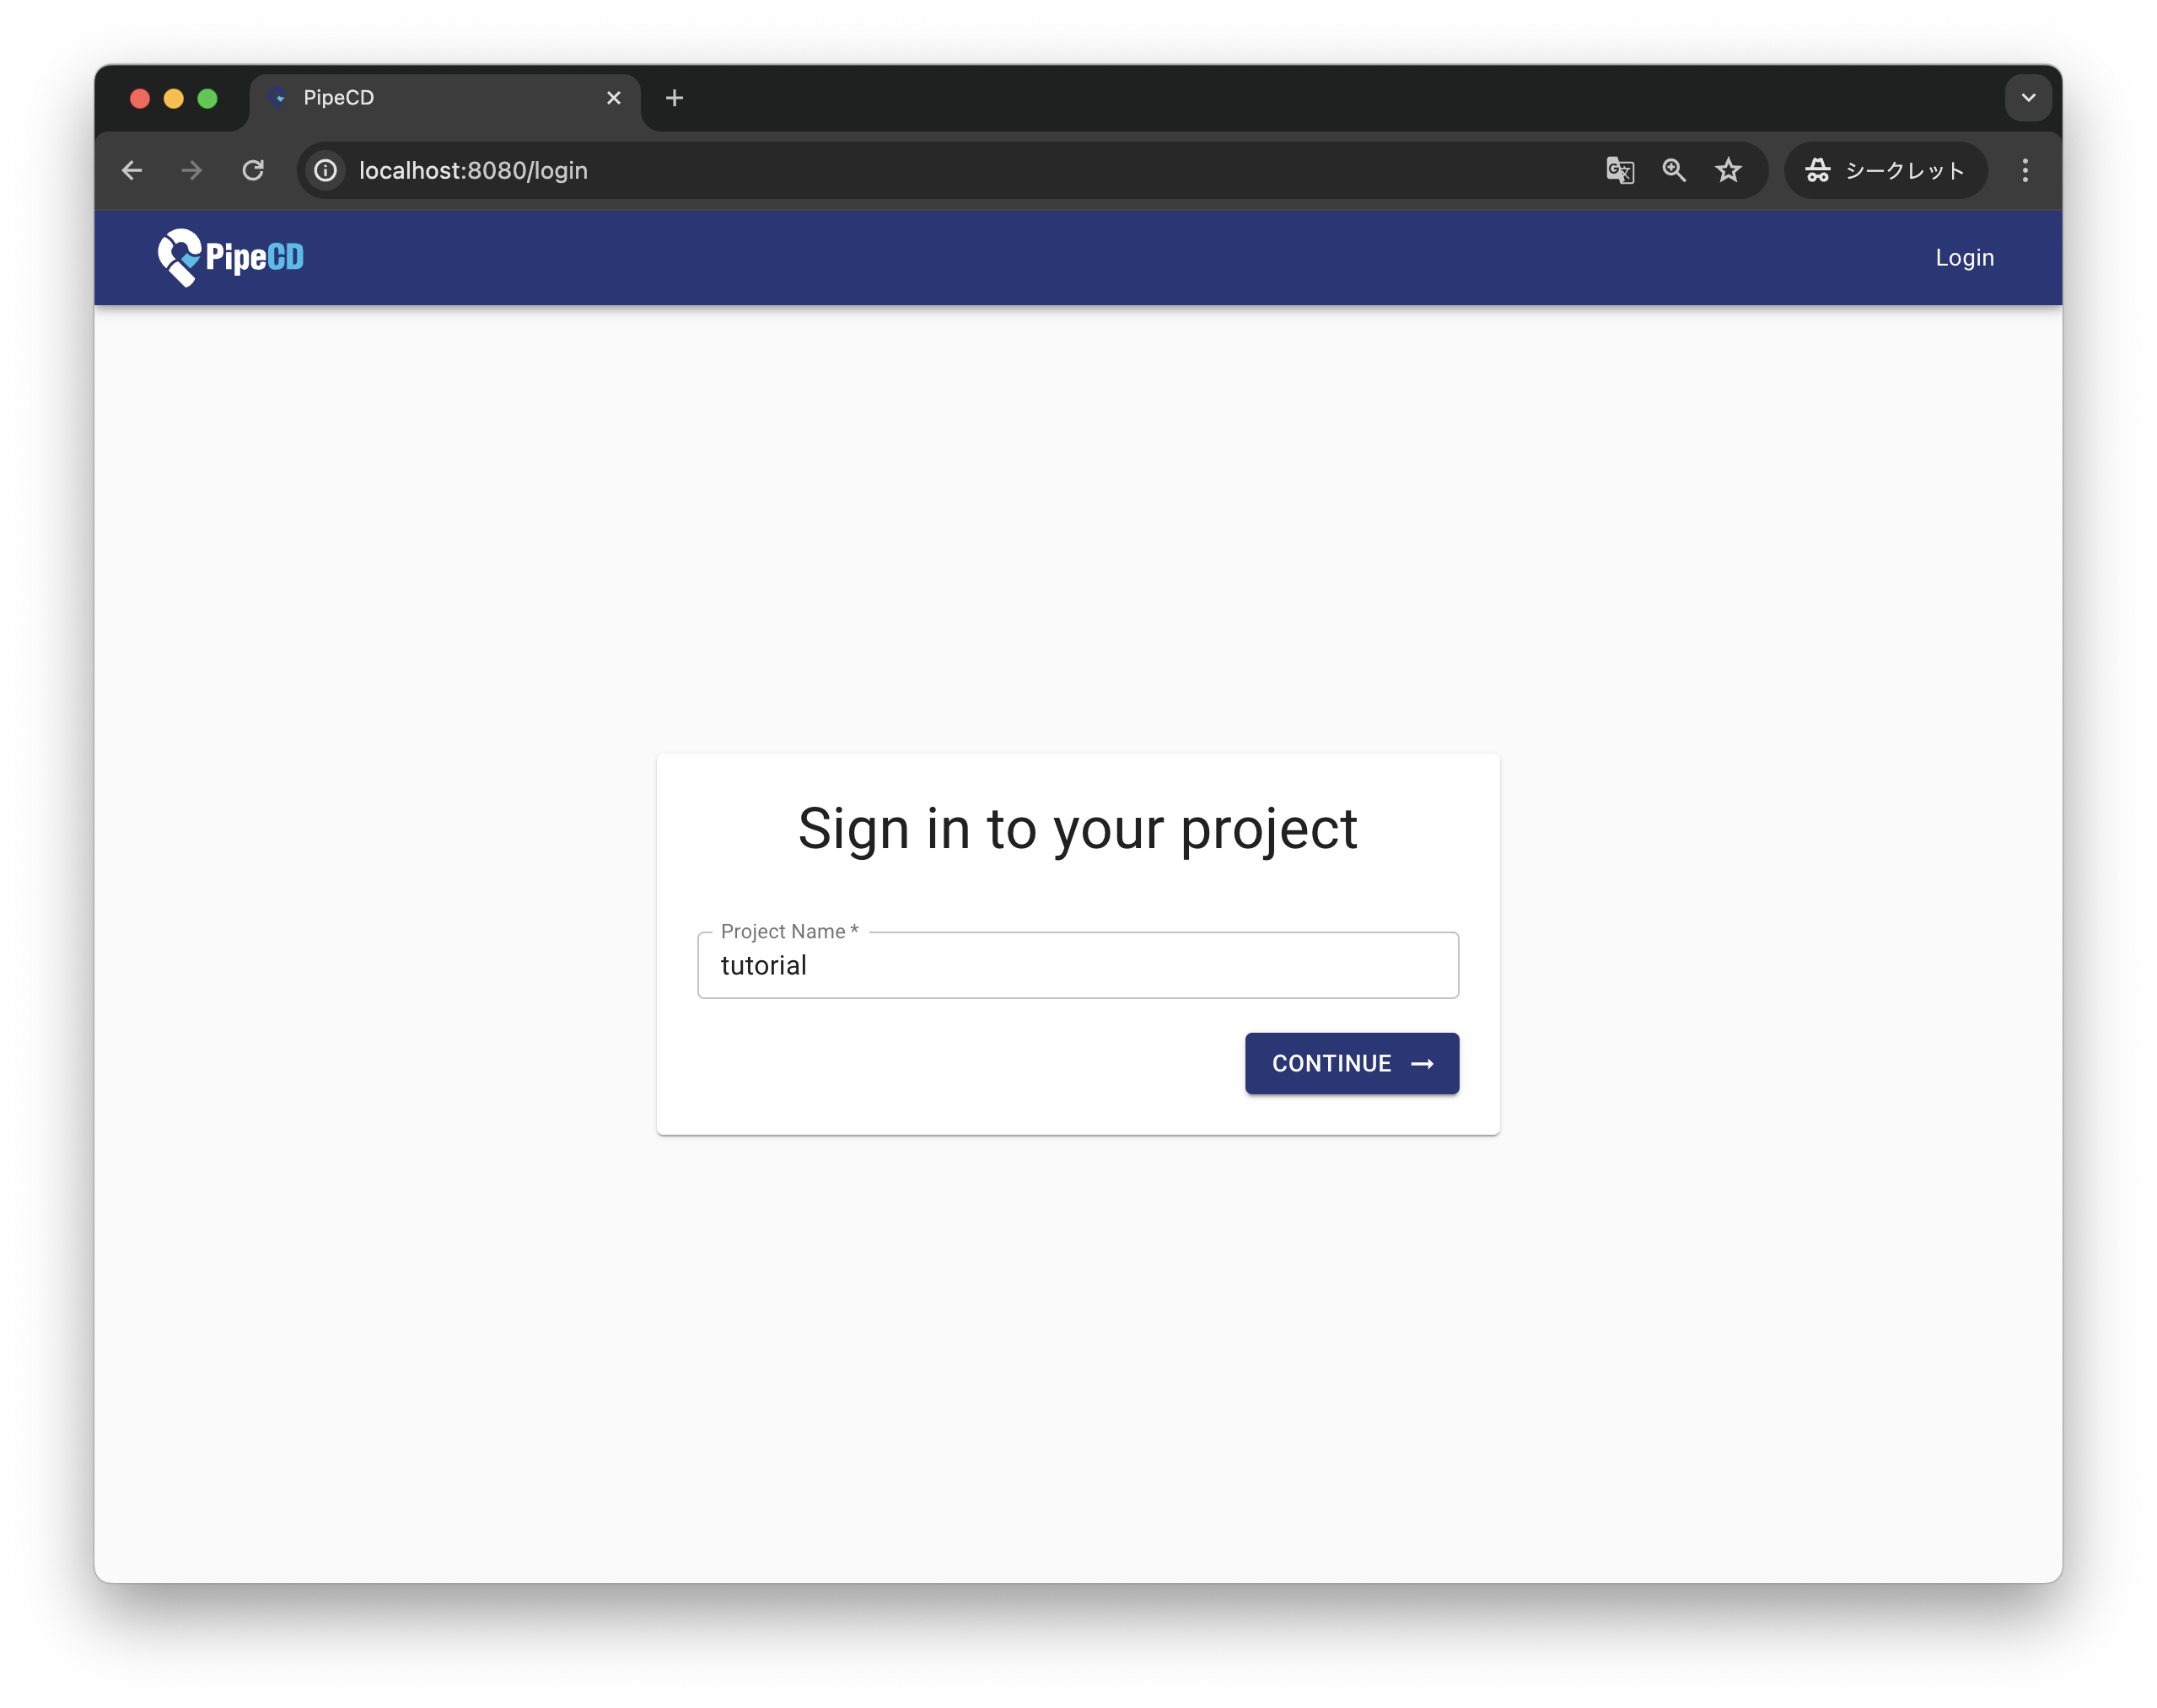 PipeCD
localhost:8080/login
シークレット
PipeCD
Login
Sign in to your project
Project Name *
tutorial
CONTINUE